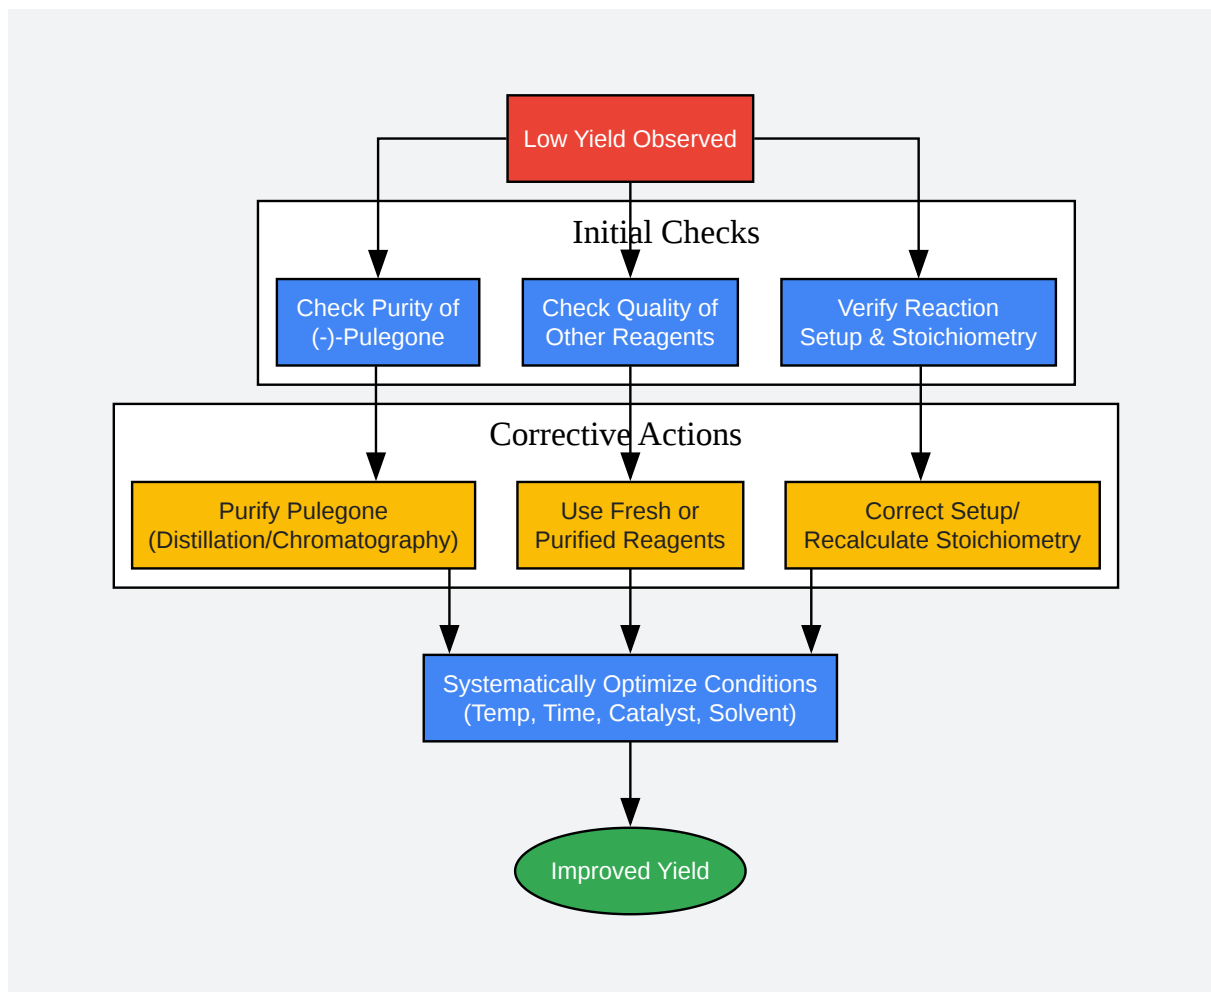 Low Yield Observed
Initial Checks
Check Purity of
(-)-Pulegone
Check Quality of
Other Reagents
Verify Reaction
Setup & Stoichiometry
Corrective Actions
Purify Pulegone
(Distillation/Chromatography)
Use Fresh or
Purified Reagents
Correct Setup/
Recalculate Stoichiometry
Systematically Optimize Conditions
(Temp, Time, Catalyst, Solvent)
Improved Yield